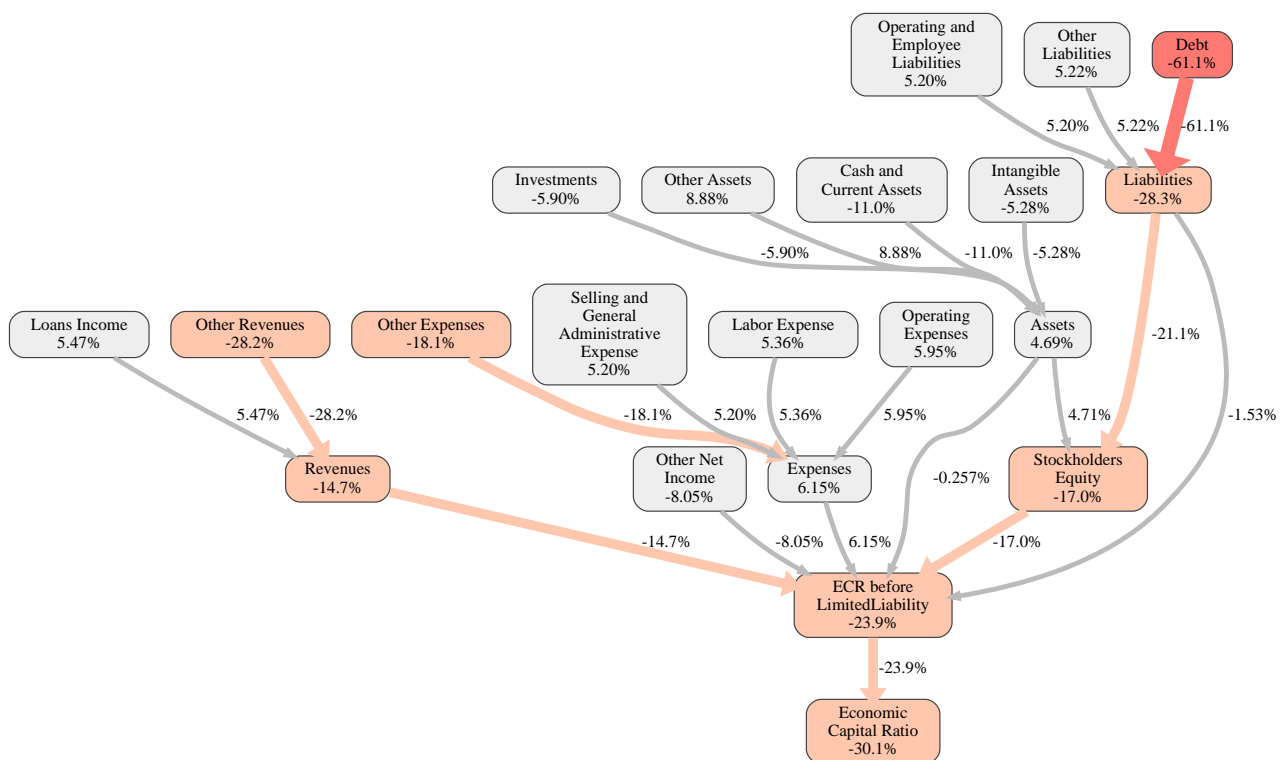 Operating and
Employee
Liabilities
5.20%
Other
Liabilities
5.22%
Debt
-61.1%
5.20%
5.22%
-61.1%
Investments
-5.90%
Other Assets
8.88%
Cash and
Current Assets
-11.0%
Intangible
Assets
-5.28%
Liabilities
-28.3%
-5.90%
8.88%
-11.0%
-5.28%
Loans Income
5.47%
Other Revenues
-28.2%
Other Expenses
-18.1%
Selling and
General
Administrative
Expense
5.20%
Labor Expense
5.36%
Operating
Expenses
5.95%
Assets
4.69%
-21.1%
5.47%
-28.2%
-18.1%
5.20%
5.36%
5.95%
4.71%
-1.53%
Revenues
-14.7%
Other Net
Income
-8.05%
Expenses
6.15%
-0.257%
Stockholders
Equity
-17.0%
-14.7%
-8.05%
6.15%
-17.0%
ECR before
LimitedLiability
-23.9%
-23.9%
Economic
Capital Ratio
-30.1%